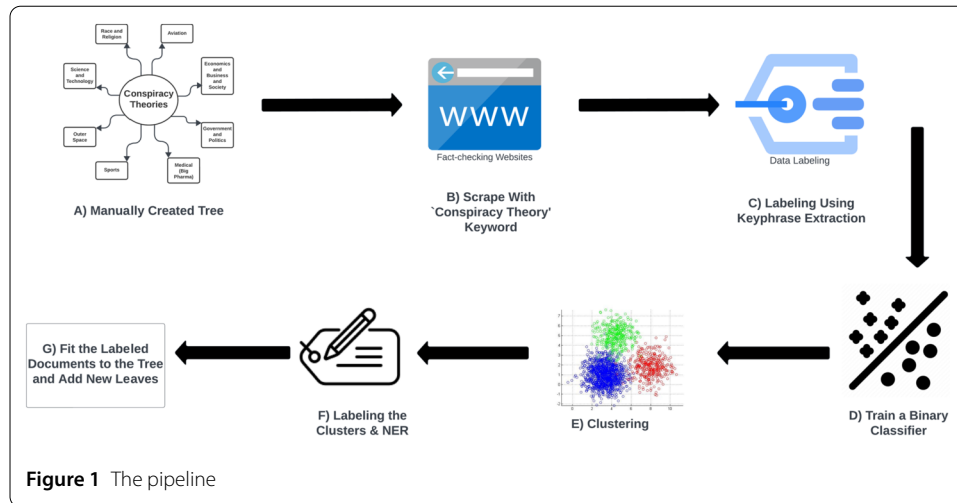 Race and
Religion
Aviation
Science
and
Technology
Economics
and
Business
and
Society
Conspiracy
Theories
Outer
Space
Government
and
Politics
Sports
Medical
(Big
Pharma)
A) Manually Created Tree
www
Fact-checking Websites
B) Scrape With
`Conspiracy Theory'
Keyword
Data Labeling
C) Labeling Using
Keyphrase Extraction
D) Train a Binary
Classifier
E) Clustering
F) Labeling the
Clusters & NER
G) Fit the Labeled
Documents to the Tree
and Add New Leaves
Figure 1 The pipeline